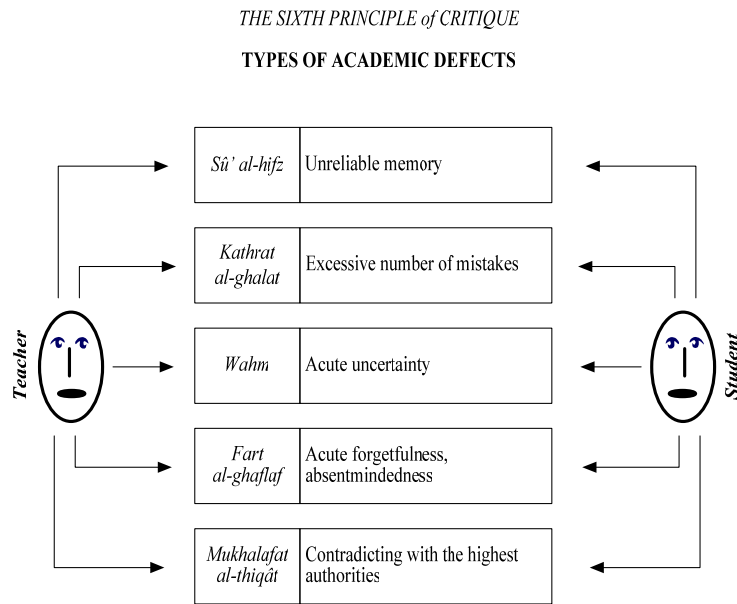 THE SIXTH PRINCIPLE of CRITIQUE
TYPES OF ACADEMIC DEFECTS
Sû' al-hifz
Unreliable memory
Kathrat
al-ghalat
Excessive number of mistakes
Teacher
Wahm
Acute uncertainty
Student
Fart
al-ghaflaf
Acute forgetfulness,
absentmindedness
Mukhalafat
al-thiqât
Contradicting with the highest
authorities